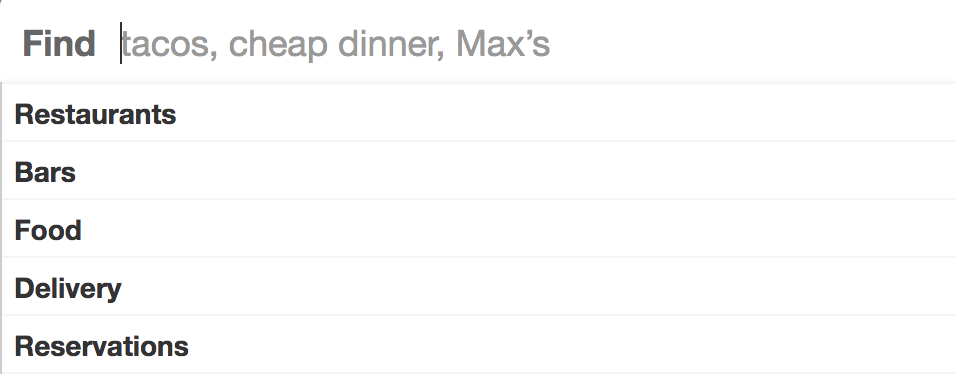 Find tacos, cheap dinner, Max’s
Restaurants
Bars
Food
Delivery
Reservations